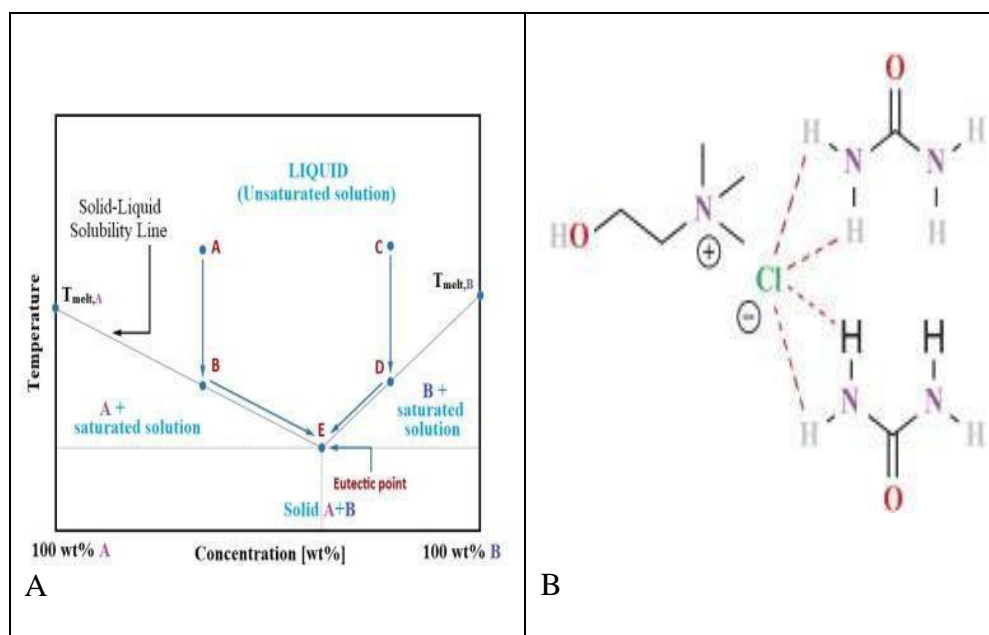 LIQUID
(Unsaturated solution)
Solid-Liquid
Solubility Line
A
C
Tmelt,A
Tmelt,B
Temperature
B
D
A +
saturated solution
B +
saturated
solution
E
Eutectic point
Solid A+B
100 wt% A
Concentration [wt%]
100 wt% B
A
O
H
N
N
H
H
H
HO
N
+
Cl
−
H
H
N
N
H
H
O
B